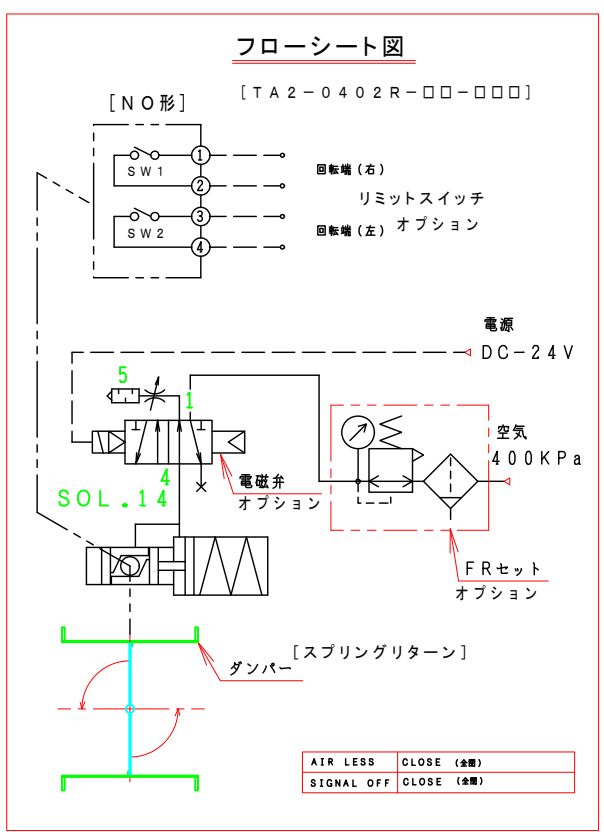 フローシート図
[TA2-0402R-□□-□□□]
[NO形]
1
SW1
2
回転端(右)
リミットスイッチ
オプション
3
SW2
4
回転端(左)
電源
DC-24V
5
1
空気
400KPa
4
電磁弁
オプション
SOL.14
FRセット
オプション
[スプリングリターン]
ダンパー
AIR LESS CLOSE (全閉)
SIGNAL OFF CLOSE (全閉)